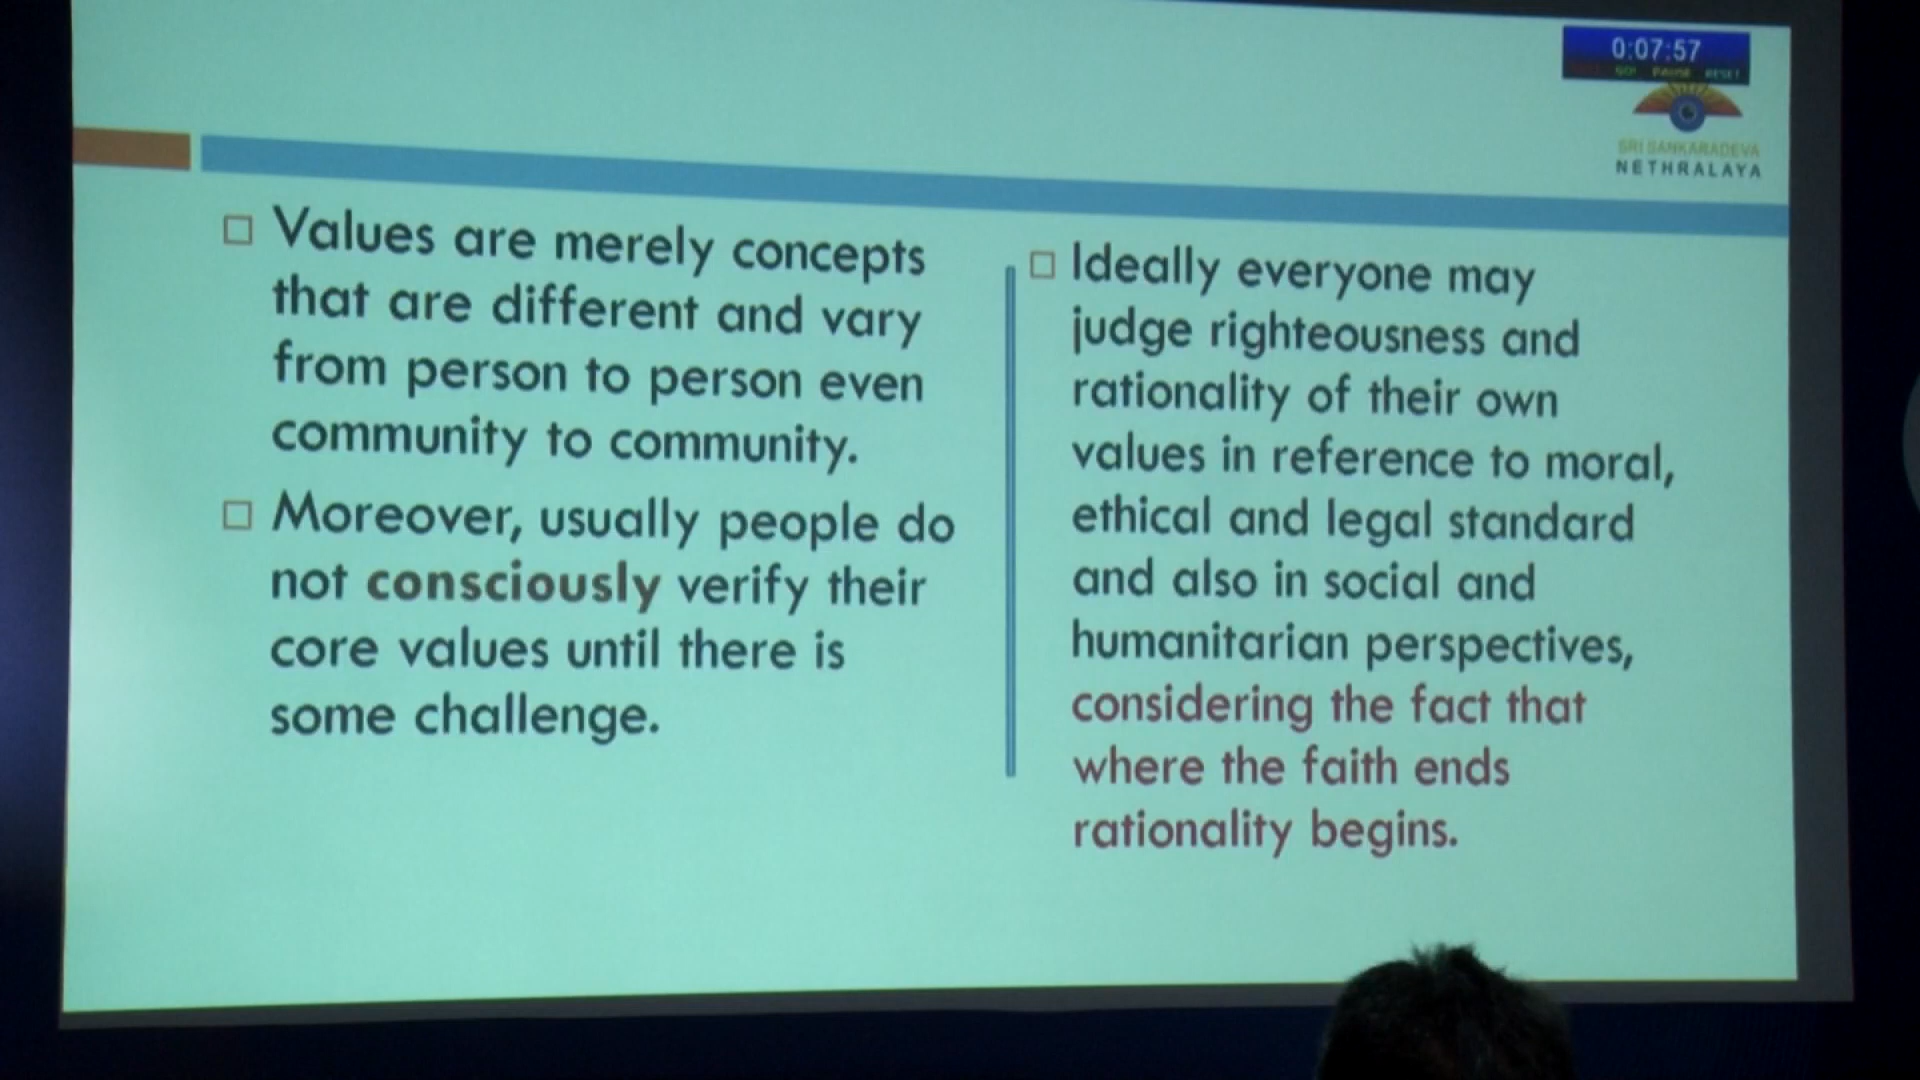 0:07:57
GO! PAUSE RESET
SRI SANKARADEVA
NETHRALAYA
Values are merely concepts
that are different and vary
from person to person even
community to community.
Moreover, usually people do
not consciously verify their
core values until there is
some challenge.
Ideally everyone may
judge righteousness and
rationality of their own
values in reference to moral,
ethical and legal standard
and also in social and
humanitarian perspectives,
considering the fact that
where the faith ends
rationality begins.